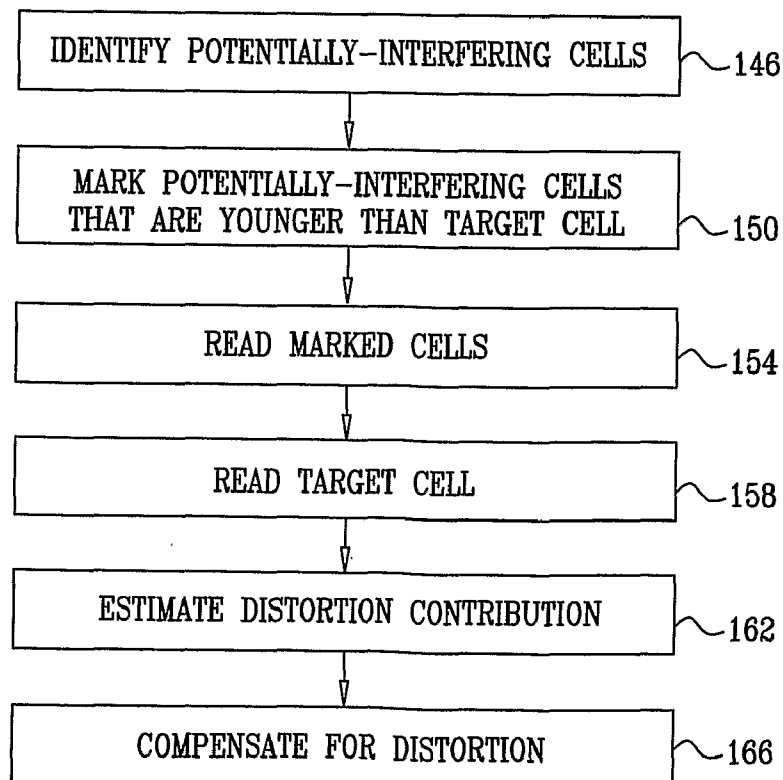 IDENTIFY POTENTIALLY-INTERFERING CELLS
146
MARK POTENTIALLY-INTERFERING CELLS
THAT ARE YOUNGER THAN TARGET CELL
150
READ MARKED CELLS
154
READ TARGET CELL
158
ESTIMATE DISTORTION CONTRIBUTION
162
COMPENSATE FOR DISTORTION
166